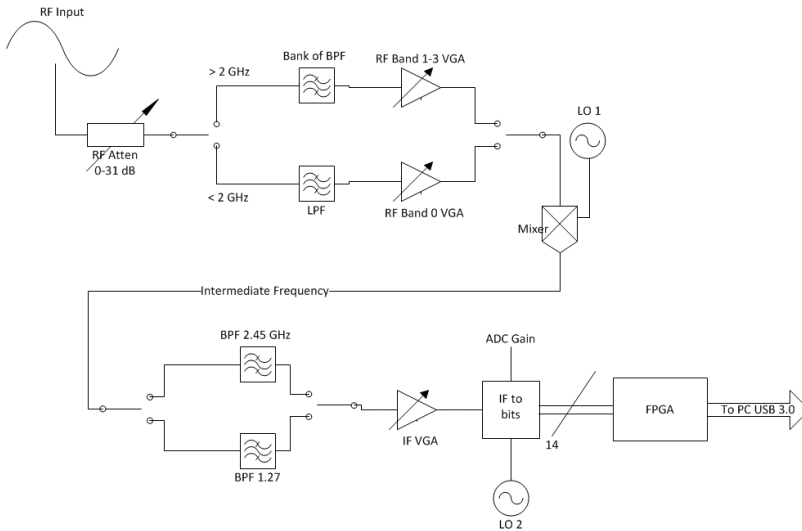 RF Input
Bank of BPF
RF Band 1-3 VGA
> 2 GHz
LO 1
RF Atten
0-31 dB
< 2 GHz
LPF
RF Band 0 VGA
Mixer
Intermediate Frequency
BPF 2.45 GHz
ADC Gain
IF to
bits
FPGA
To PC USB 3.0
IF VGA
14
BPF 1.27
LO 2